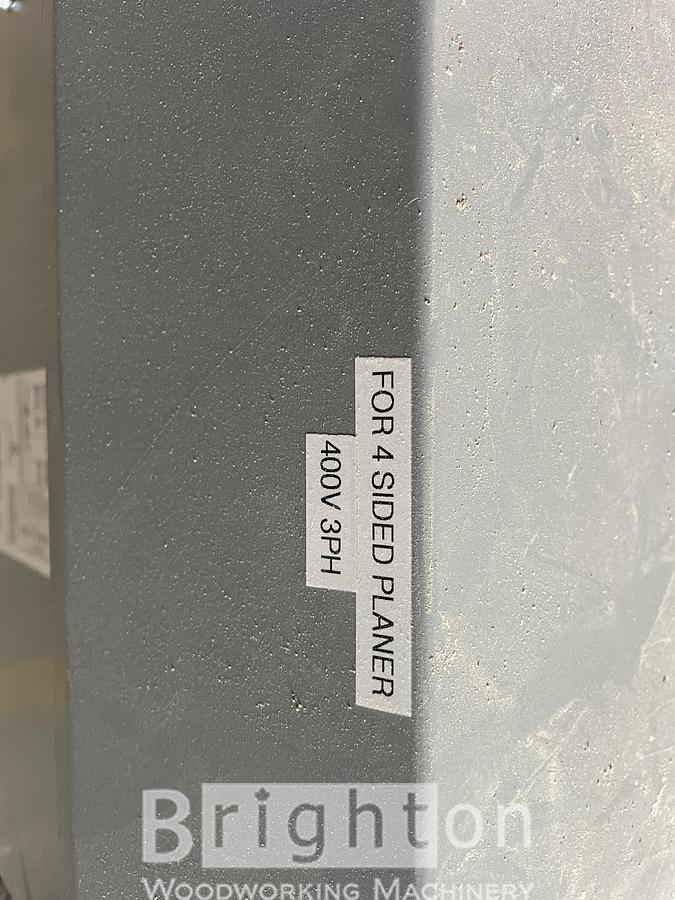 FOR 4 SIDED PLANER
400V 3PH
Brighton
WOODWORKING MACHINERY